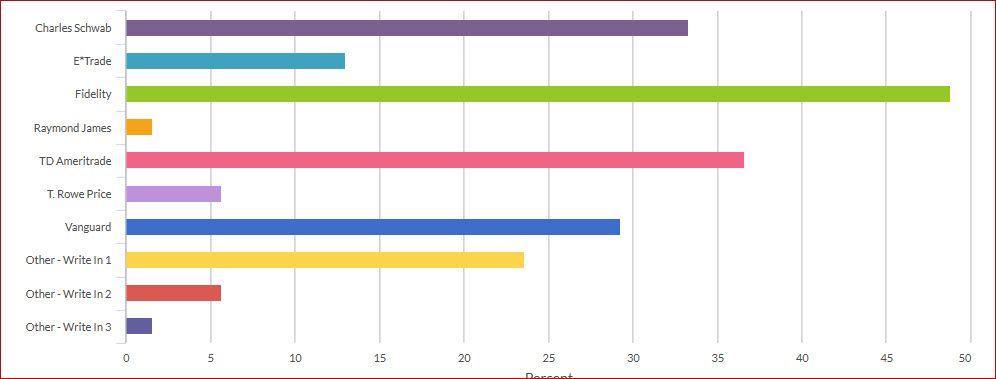 Charles Schwab
E*Trade
Fidelity
Raymond James
TD Ameritrade
T. Rowe Price
Vanguard
Other - Write In 1
Other - Write In 2
Other - Write In 3
0 5 10 15 20 25 30 35 40 45 50
Percent